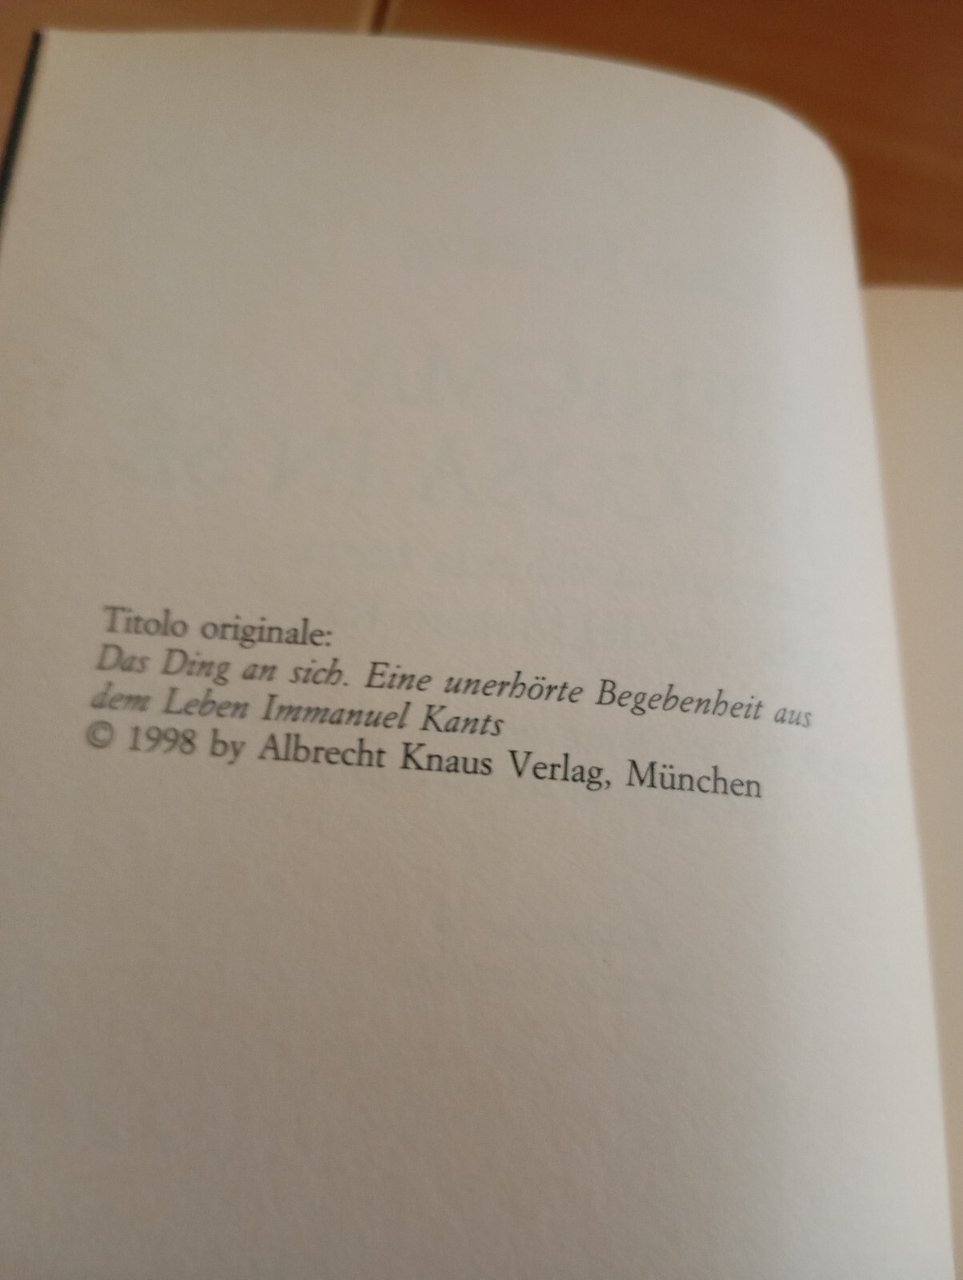 Titolo originale:
Das Ding an sich. Eine unerhörte Begebenheit aus
dem Leben Immanuel Kants
© 1998 by Albrecht Knaus Verlag, München